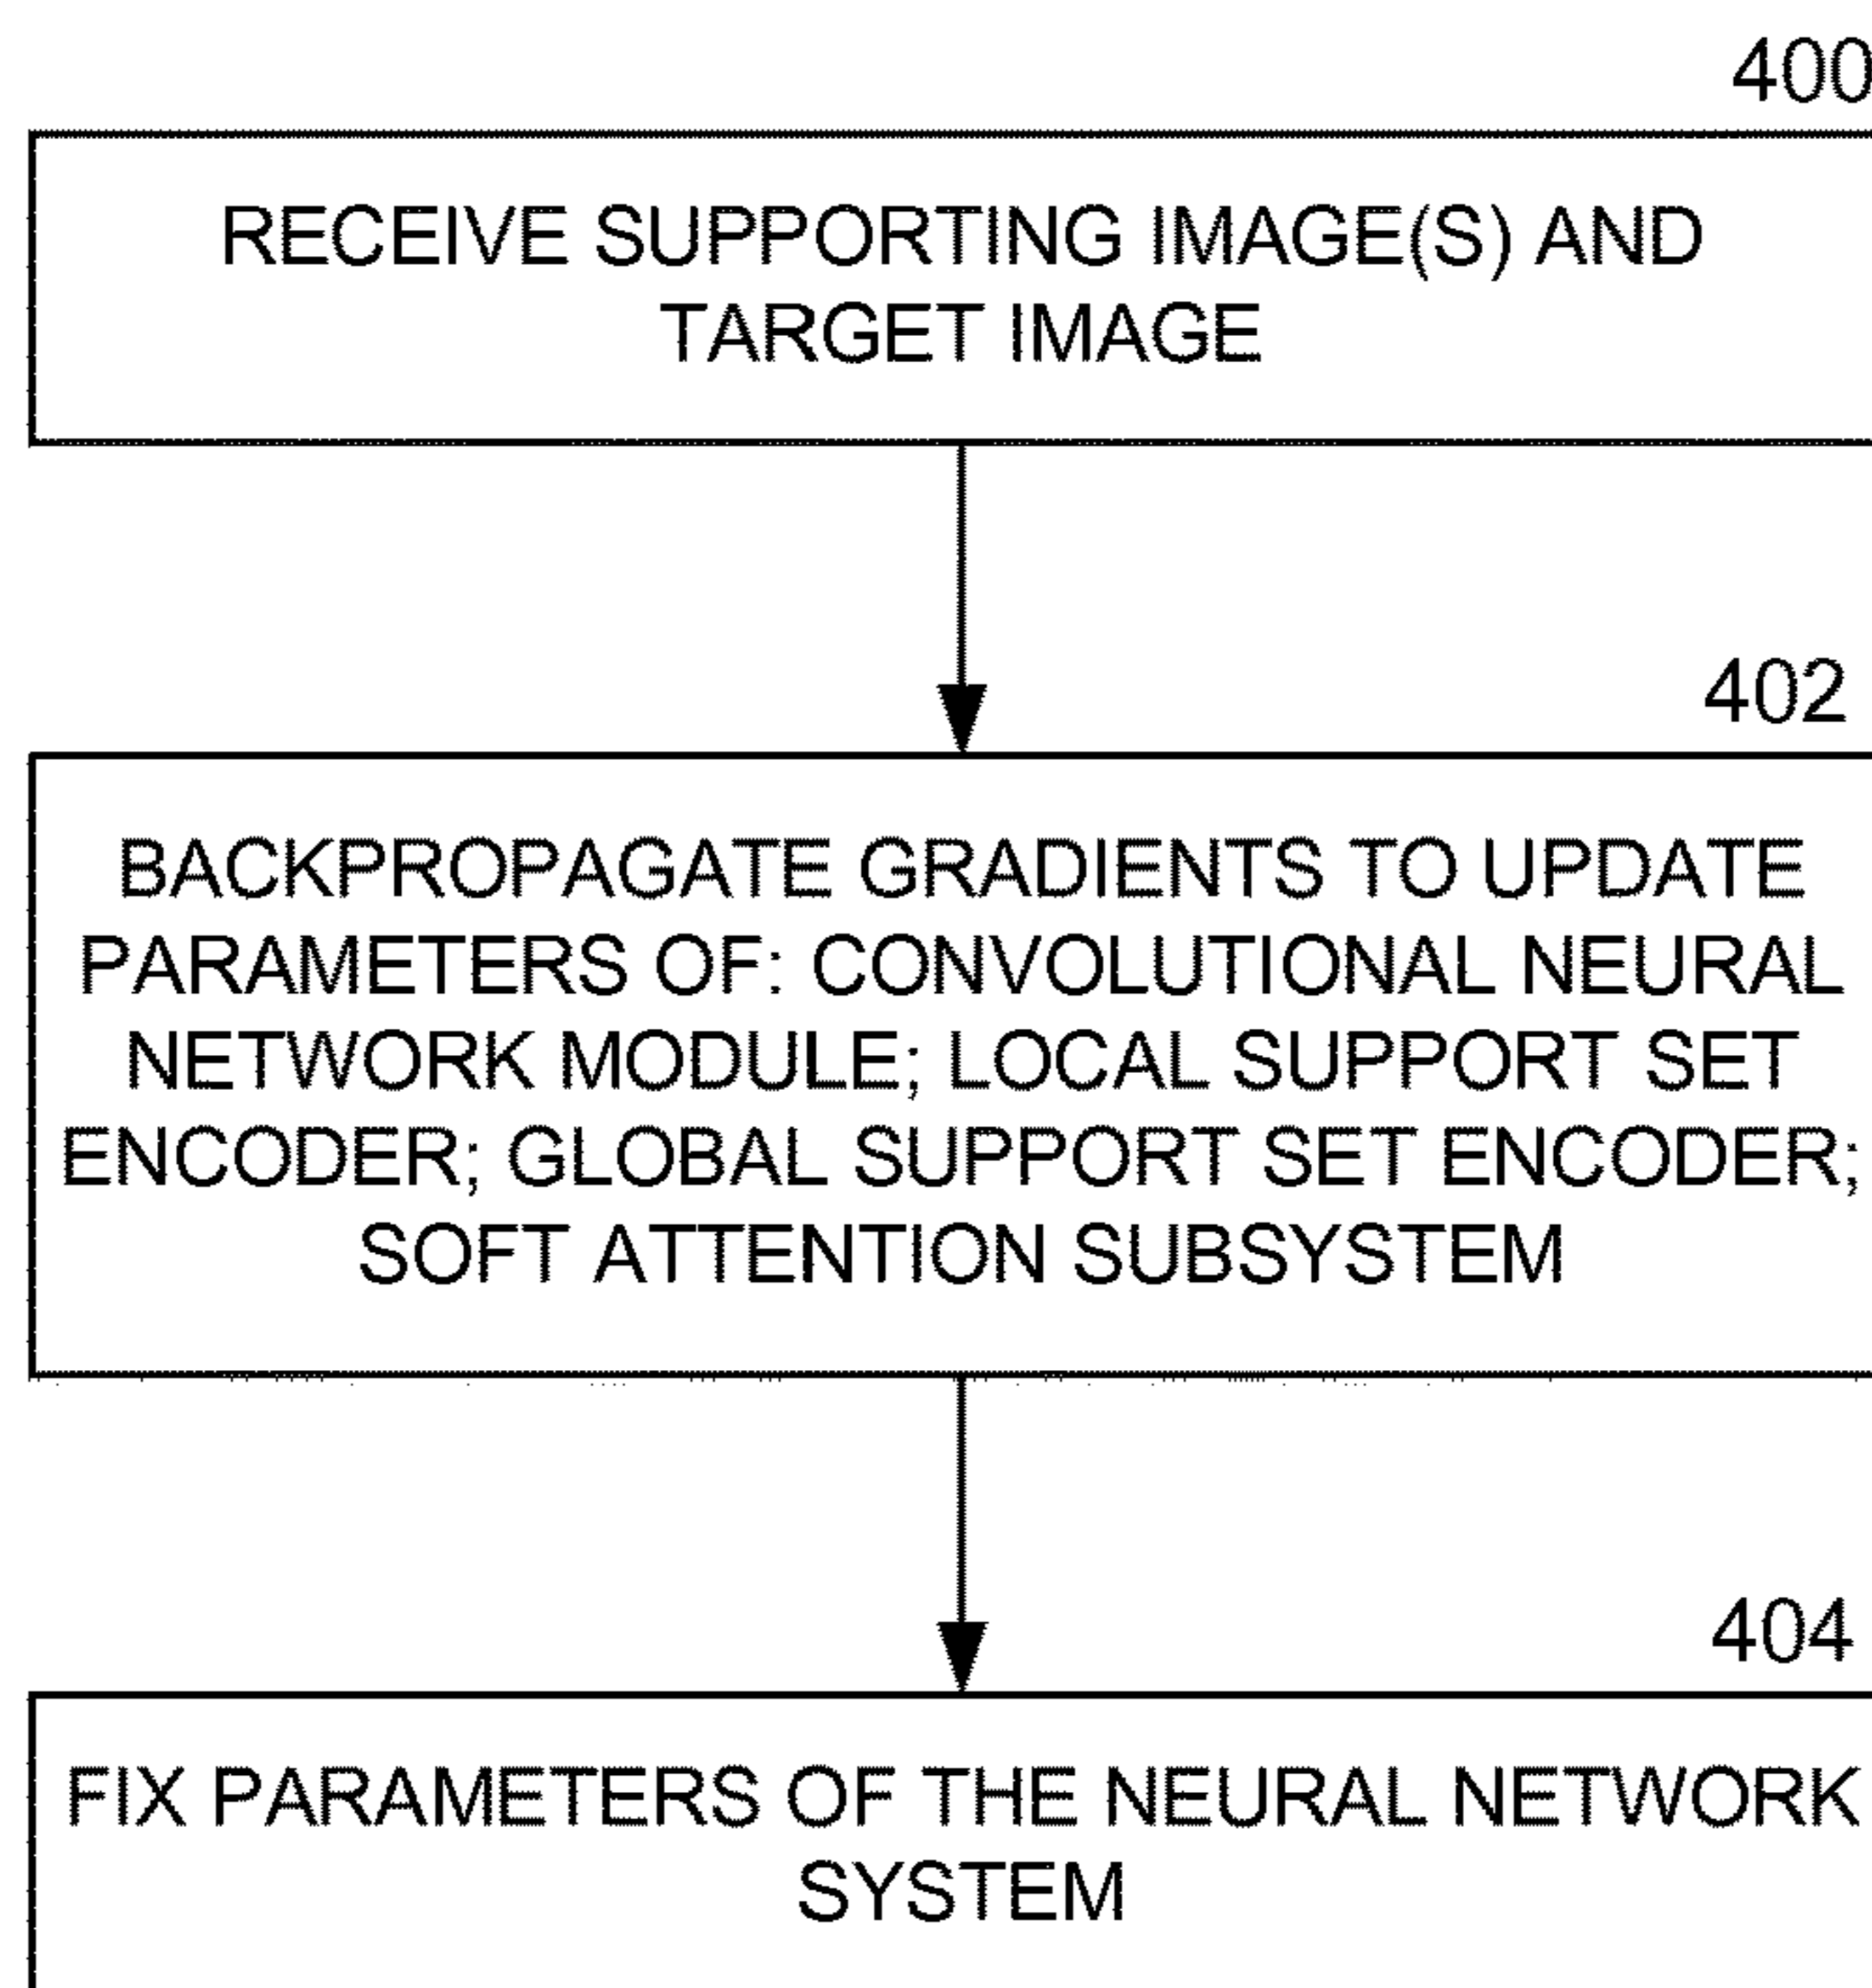 400
RECEIVE SUPPORTING IMAGE(S) AND
TARGET IMAGE
402
BACKPROPAGATE GRADIENTS TO UPDATE
PARAMETERS OF: CONVOLUTIONAL NEURAL
NETWORK MODULE; LOCAL SUPPORT SET
ENCODER; GLOBAL SUPPORT SET ENCODER;
SOFT ATTENTION SUBSYSTEM
404
FIX PARAMETERS OF THE NEURAL NETWORK
SYSTEM